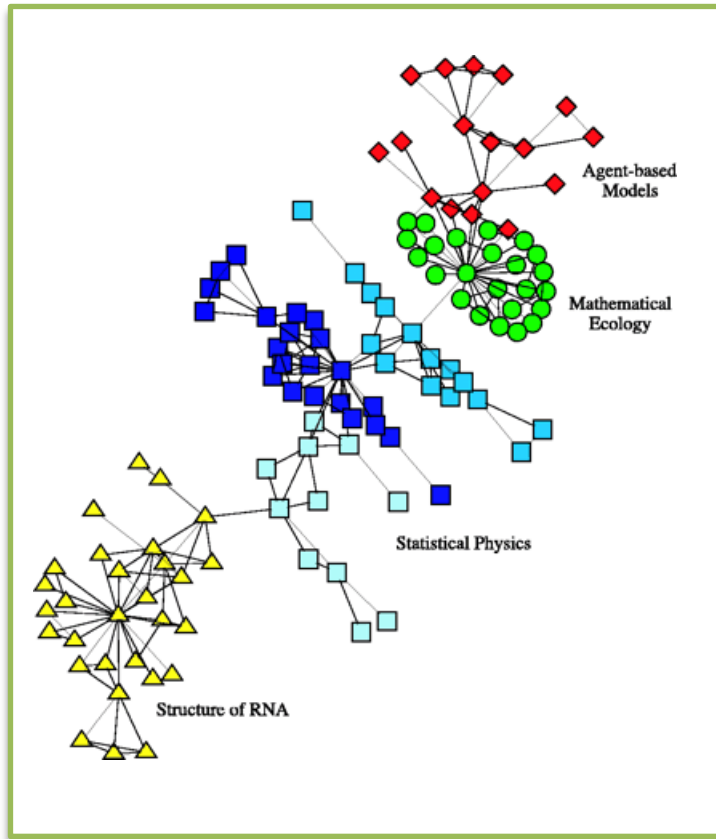 Agent-based
Models
Mathematical
Ecology
Statistical Physics
Structure of RNA